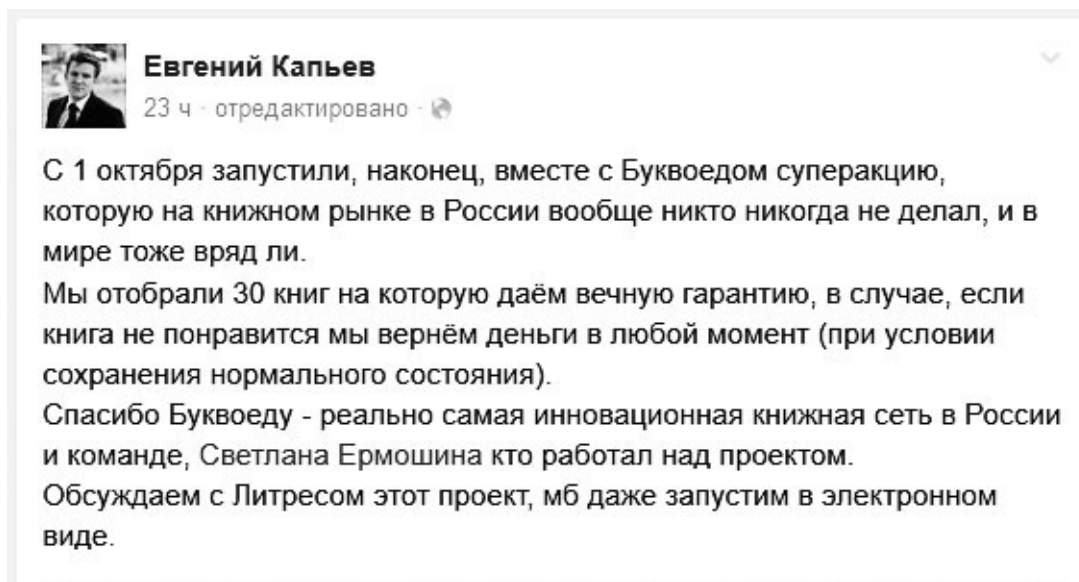 Евгений Капьев
23 ч · отредактировано ·
С 1 октября запустили, наконец, вместе с Буквоедом суперакцию,
которую на книжном рынке в России вообще никто никогда не делал, и в
мире тоже вряд ли.
Мы отобрали 30 книг на которую даём вечную гарантию, в случае, если
книга не понравится мы вернём деньги в любой момент (при условии
сохранения нормального состояния).
Спасибо Буквоеду - реально самая инновационная книжная сеть в России
и команде, Светлана Ермошина кто работал над проектом.
Обсуждаем с Литресом этот проект, мб даже запустим в электронном
виде.